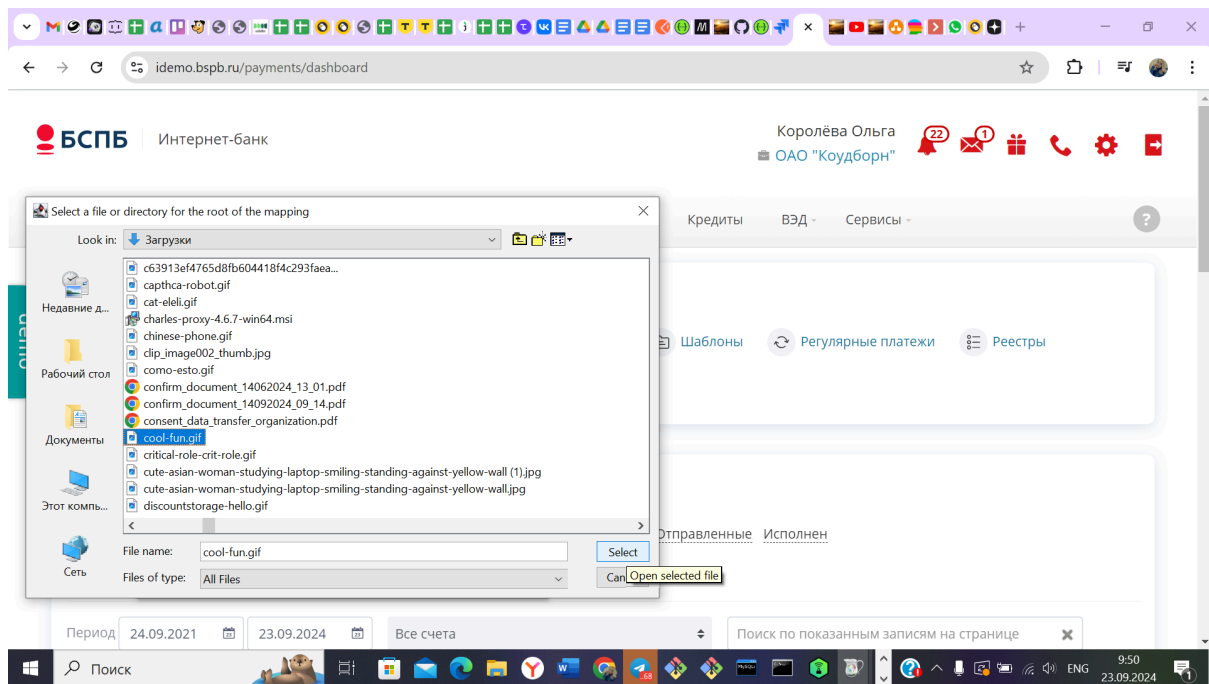 idemo.bspb.ru/payments/dashboard
БСПБ
Интернет-банк
Королёва Ольга
ОАО "Коудборн"
22
1
Select a file or directory for the root of the mapping
Кредиты
ВЭД
Сервисы
?
Look in:
Загрузки
Недавние д...
Рабочий стол
Документы
Этот компь...
Сеть
c63913ef4765d8fb604418f4c293faea...
capthca-robot.gif
cat-eleli.gif
charles-proxy-4.6.7-win64.msi
chinese-phone.gif
clip_image002_thumb.jpg
como-esto.gif
confirm_document_14062024_13_01.pdf
confirm_document_14092024_09_14.pdf
consent_data_transfer_organization.pdf
cool-fun.gif
critical-role-crit-role.gif
cute-asian-woman-studying-laptop-smiling-standing-against-yellow-wall (1).jpg
cute-asian-woman-studying-laptop-smiling-standing-against-yellow-wall.jpg
discountstorage-hello.gif
File name:
cool-fun.gif
Select
Files of type:
All Files
Can
Open selected file
demo
Шаблоны
Регулярные платежи
Реестры
Отправленные
Исполнен
Период
24.09.2021
23.09.2024
Все счета
Поиск по показанным записям на странице
Поиск
ENG
9:50
23.09.2024
1